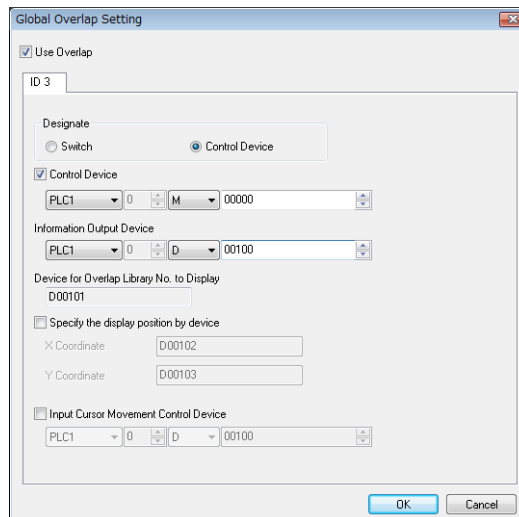 Global Overlap Setting
Use Overlap
ID 3
Designate
Switch Control Device
Control Device
PLC1 0 M 00000
Information Output Device
PLC1 0 D 00100
Device for Overlap Library No. to Display
D00101
Specify the display position by device
X Coordinate D00102
Y Coordinate D00103
Input Cursor Movement Control Device
PLC1 0 D 00100
OK Cancel